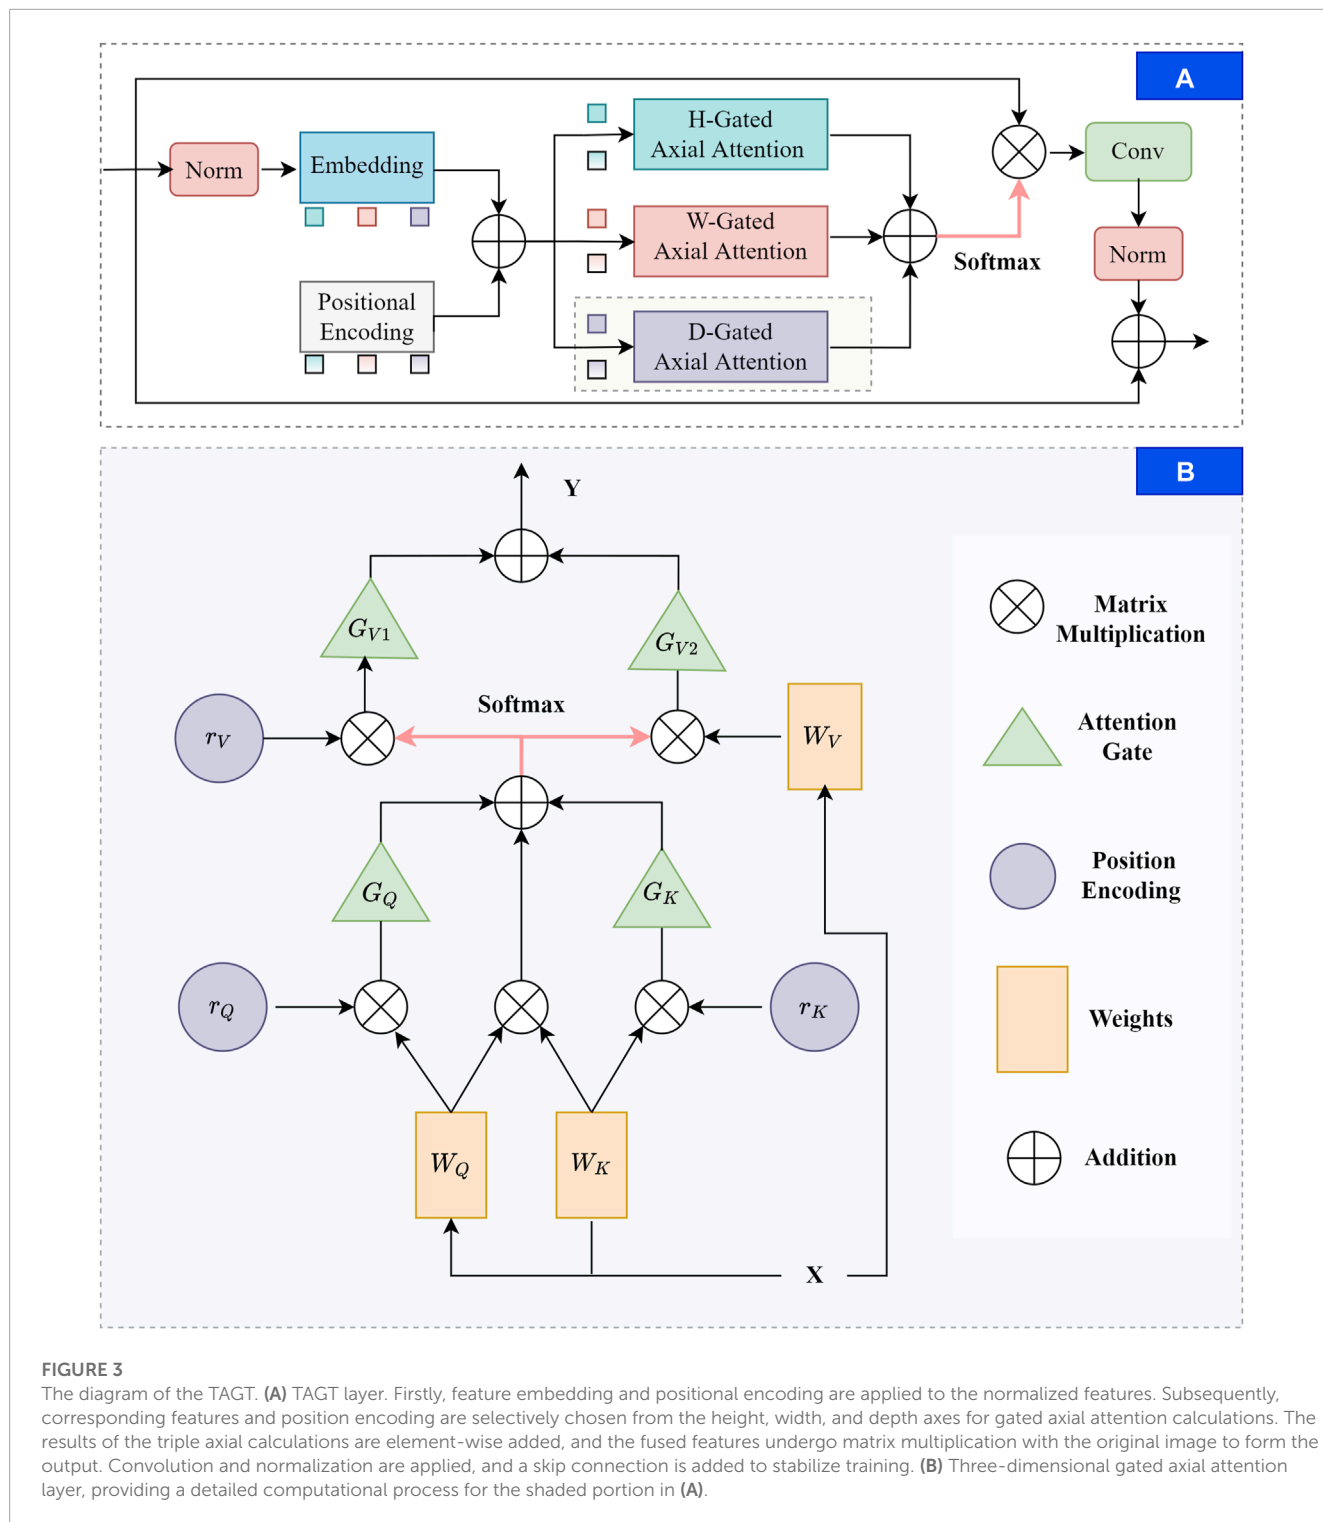 A
Norm
Embedding
Positional
Encoding
H-Gated
Axial Attention
W-Gated
Axial Attention
D-Gated
Axial Attention
Softmax
Conv
Norm
B
Y
G_{V1}
G_{V2}
Softmax
r_V
W_V
G_Q
G_K
r_Q
r_K
W_Q
W_K
X
Matrix
Multiplication
Attention
Gate
Position
Encoding
Weights
Addition
FIGURE 3
The diagram of the TAGT. (A) TAGT layer. Firstly, feature embedding and positional encoding are applied to the normalized features. Subsequently,
corresponding features and position encoding are selectively chosen from the height, width, and depth axes for gated axial attention calculations. The
results of the triple axial calculations are element-wise added, and the fused features undergo matrix multiplication with the original image to form the
output. Convolution and normalization are applied, and a skip connection is added to stabilize training. (B) Three-dimensional gated axial attention
layer, providing a detailed computational process for the shaded portion in (A).